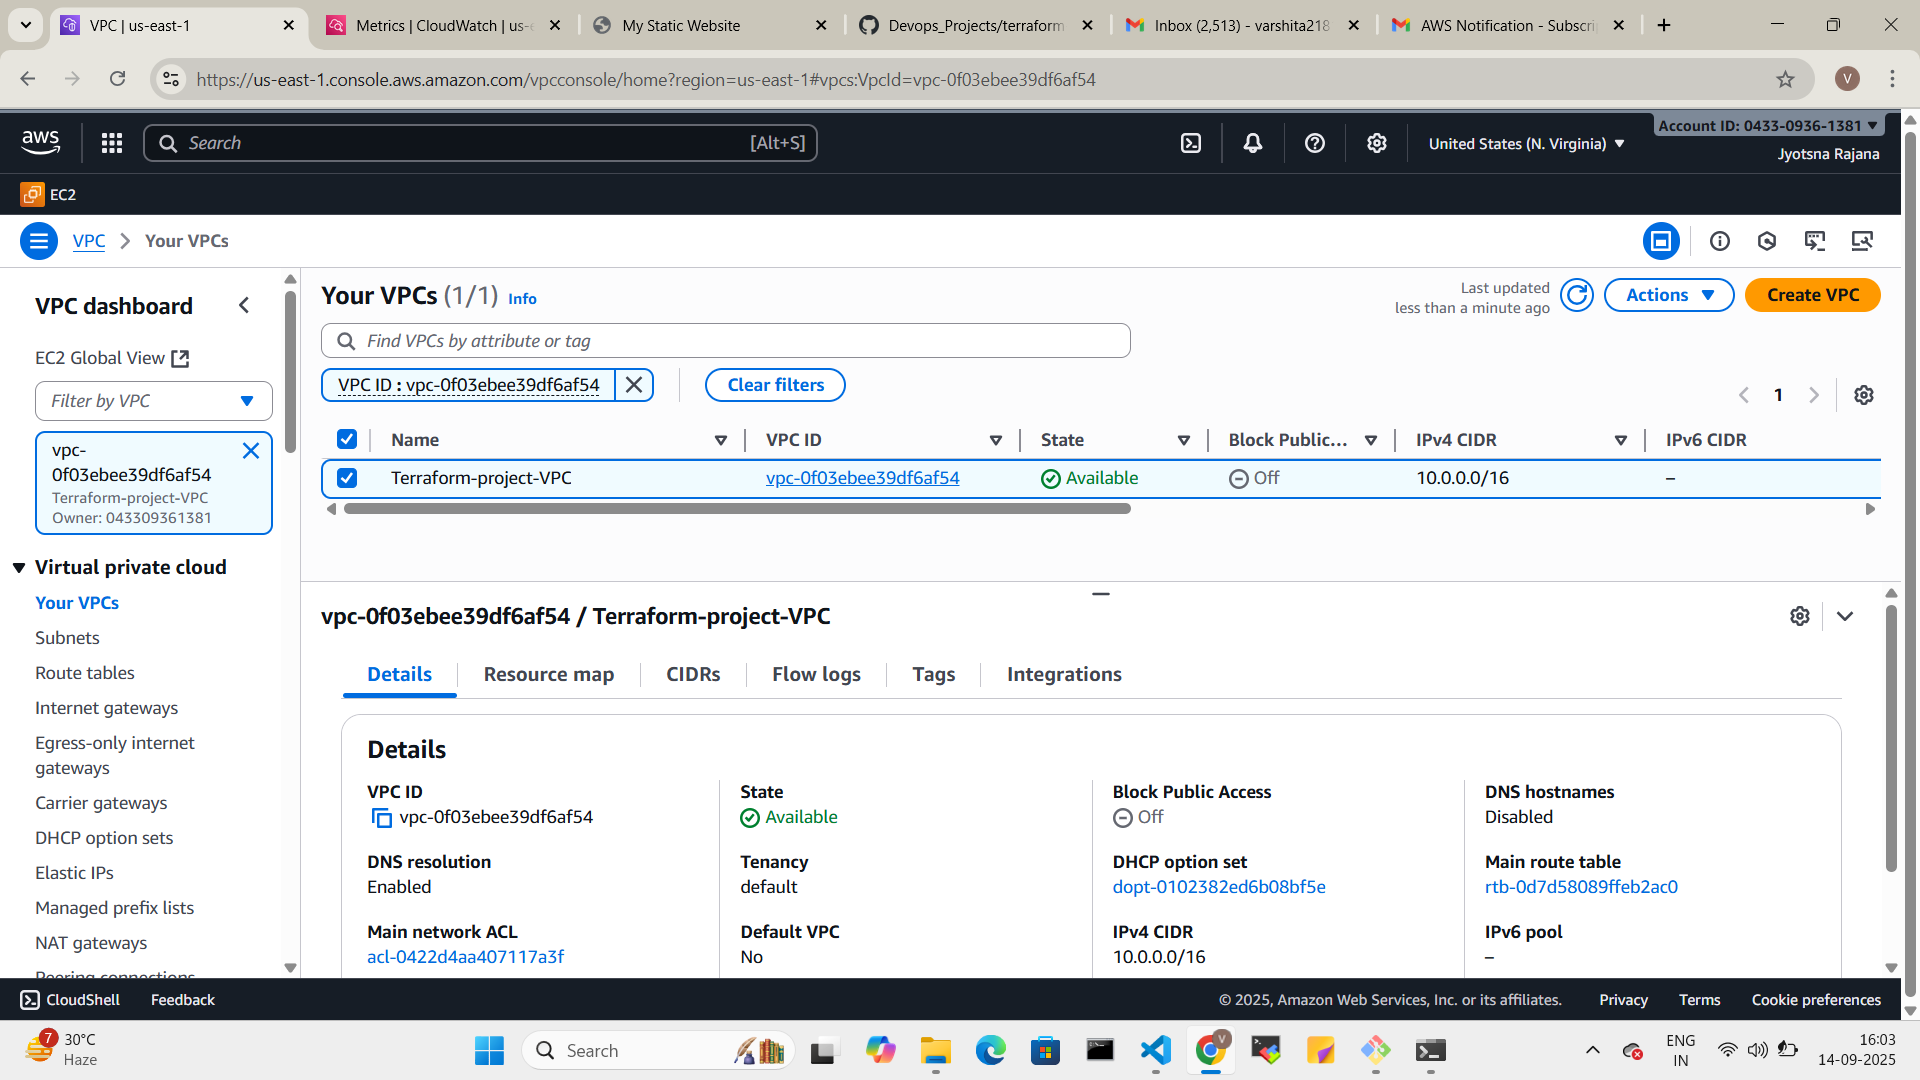 VPC | us-east-1
Metrics | CloudWatch | us-e
My Static Website
Devops_Projects/terraform
Inbox (2,513) - varshita218
AWS Notification - Subscri
https://us-east-1.console.aws.amazon.com/vpcconsole/home?region=us-east-1#vpcs:VpcId=vpc-0f03ebee39df6af54
V
aws
Search
[Alt+S]
United States (N. Virginia)
Account ID: 0433-0936-1381
Jyotsna Rajana
EC2
VPC
Your VPCs
VPC dashboard
EC2 Global View
Filter by VPC
vpc-
0f03ebee39df6af54
Terraform-project-VPC
Owner: 043309361381
Virtual private cloud
Your VPCs
Subnets
Route tables
Internet gateways
Egress-only internet
gateways
Carrier gateways
DHCP option sets
Elastic IPs
Managed prefix lists
NAT gateways
Peering connections
Your VPCs (1/1) Info
Last updated
less than a minute ago
Actions
Create VPC
Find VPCs by attribute or tag
VPC ID : vpc-0f03ebee39df6af54
Clear filters
1
Name VPC ID State Block Public... IPv4 CIDR IPv6 CIDR
Terraform-project-VPC vpc-0f03ebee39df6af54 Available Off 10.0.0.0/16 –
vpc-0f03ebee39df6af54 / Terraform-project-VPC
Details Resource map CIDRs Flow logs Tags Integrations
Details
VPC ID
vpc-0f03ebee39df6af54
State
Available
Block Public Access
Off
DNS hostnames
Disabled
DNS resolution
Enabled
Tenancy
default
DHCP option set
dopt-0102382ed6b08bf5e
Main route table
rtb-0d7d58089ffeb2ac0
Main network ACL
acl-0422d4aa407117a3f
Default VPC
No
IPv4 CIDR
10.0.0.0/16
IPv6 pool
–
CloudShell Feedback
© 2025, Amazon Web Services, Inc. or its affiliates. Privacy Terms Cookie preferences
7
30°C
Haze
Search
V
ENG
IN
16:03
14-09-2025